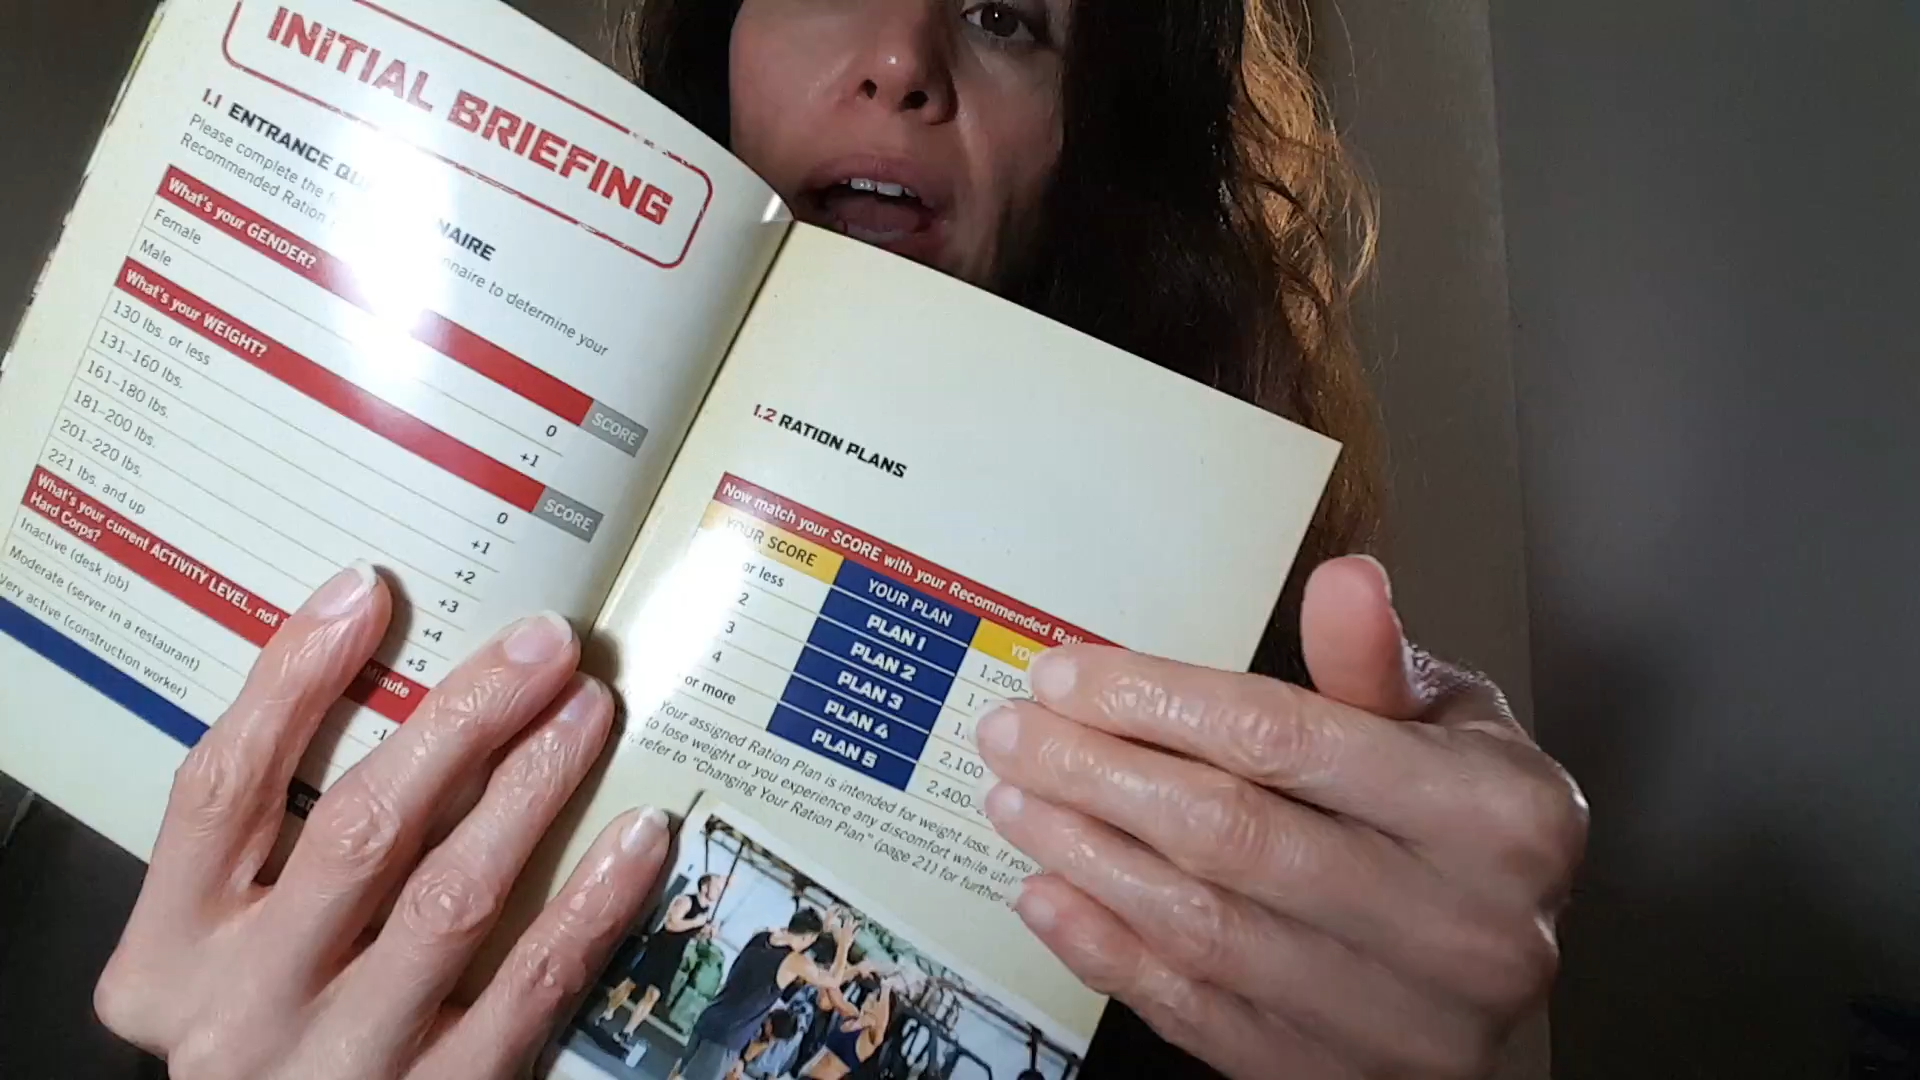 INITIAL BRIEFING
1.1 ENTRANCE QU NAIRE
Please complete the nnaire to determine your
Recommended Ration
What's your GENDER? SCORE
Female 0
Male +1
What's your WEIGHT? SCORE
130 lbs. or less 0
131–160 lbs. +1
161–180 lbs. +2
181–200 lbs. +3
201–220 lbs. +4
221 lbs. and up +5
What's your current ACTIVITY LEVEL, not Minute
Hard Corps?
Inactive (desk job) -1
Moderate (server in a restaurant)
Very active (construction worker)
1.2 RATION PLANS
Now match your SCORE with your Recommended
YOUR SCORE YOUR PLAN
or less PLAN 1 1,200–
2 PLAN 2
3 PLAN 3
4 PLAN 4 2,100
or more PLAN 5 2,400–
Your assigned Ration Plan is intended for weight loss. If you
to lose weight or you experience any discomfort while
refer to "Changing Your Ration Plan" (page 21) for further